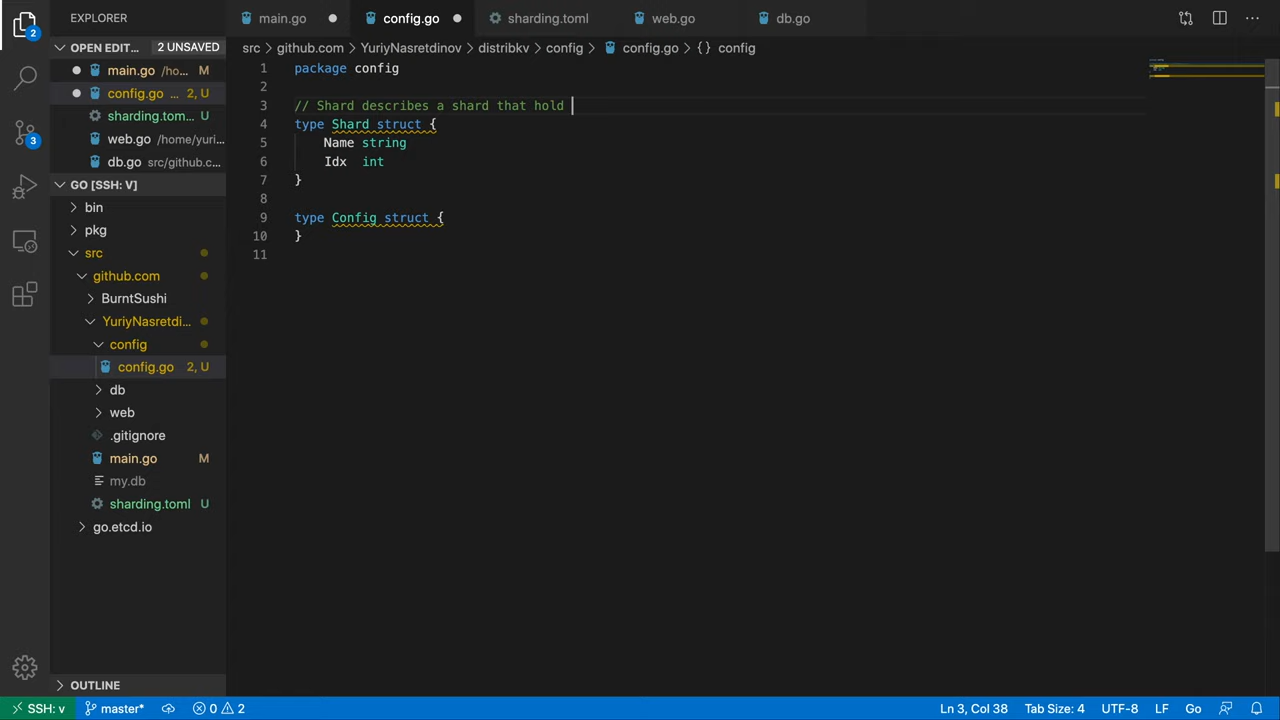 EXPLORER
main.go
config.go
sharding.toml
web.go
db.go
OPEN EDIT... 2 UNSAVED
main.go /ho... M
config.go ... 2, U
sharding.tom...
web.go /home/yuri...
db.go src/github.c...
GO [SSH: V]
bin
pkg
src
github.com
BurntSushi
YuriyNasretdi...
config
config.go 2, U
db
web
.gitignore
main.go M
my.db
sharding.toml U
go.etcd.io
OUTLINE
2
3
src > github.com > YuriyNasretdinov > distribkv > config > config.go > {} config
1 package config
2
3 // Shard describes a shard that hold
4 type Shard struct {
5 Name string
6 Idx int
7 }
8
9 type Config struct {
10 }
11
SSH: v master* 0 2 Ln 3, Col 38 Tab Size: 4 UTF-8 LF Go